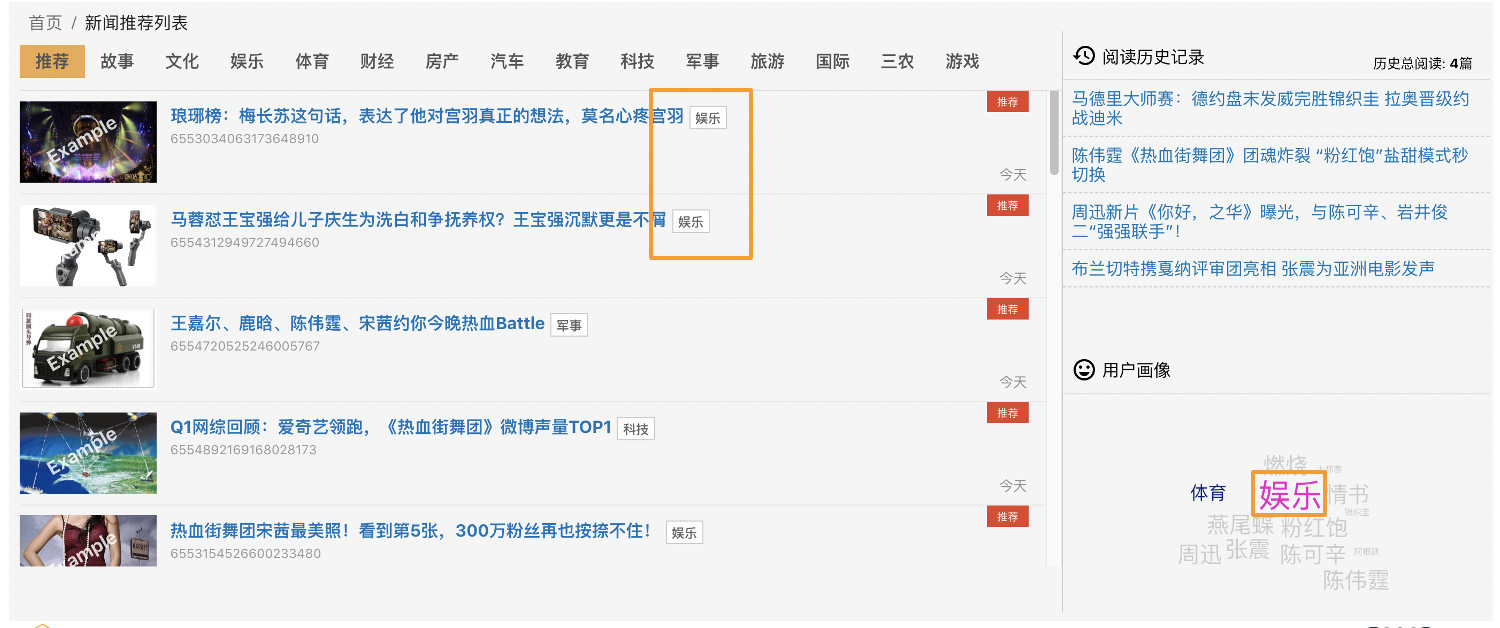 首页 / 新闻推荐列表
推荐 故事 文化 娱乐 体育 财经 房产 汽车 教育 科技 军事 旅游 国际 三农 游戏
Example
琅琊榜：梅长苏这句话，表达了他对宫羽真正的想法，莫名心疼宫羽 娱乐
推荐
6553034063173648910
今天
马蓉怼王宝强给儿子庆生为洗白和争抚养权？王宝强沉默更是不屑 娱乐
推荐
6554312949727494660
今天
Example
王嘉尔、鹿晗、陈伟霆、宋茜约你今晚热血Battle 军事
推荐
6554720525246005767
今天
Example
Q1网综回顾：爱奇艺领跑，《热血街舞团》微博声量TOP1 科技
推荐
6554892169168028173
今天
Example
热血街舞团宋茜最美照！看到第5张，300万粉丝再也按捺不住！ 娱乐
推荐
6553154526600233480
阅读历史记录
历史总阅读: 4篇
马德里大师赛：德约盘末发威完胜锦织圭 拉奥晋级约
战迪米
陈伟霆《热血街舞团》团魂炸裂 “粉红饱”盐甜模式秒
切换
周迅新片《你好，之华》曝光，与陈可辛、岩井俊
二“强强联手”！
布兰切特携戛纳评审团亮相 张震为亚洲电影发声
用户画像
燃烧
体育 娱乐 情书
锦织圭
燕尾蝶 粉红饱
周迅 张震 陈可辛
陈伟霆